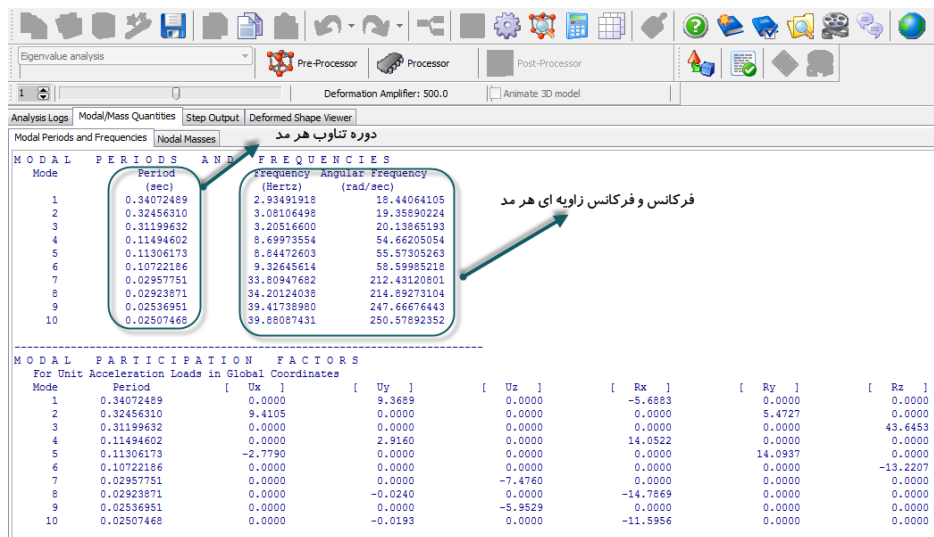 Eigenvalue analysis
Pre-Processor
Processor
Post-Processor
1
Deformation Amplifier: 500.0
Animate 3D model
Analysis Logs Modal/Mass Quantities Step Output Deformed Shape Viewer
Modal Periods and Frequencies Nodal Masses
دوره تناوب هر مد
MODAL PERIODS AND FREQUENCIES
Mode Period Frequency Angular Frequency
(sec) (Hertz) (rad/sec)
1 0.34072489 2.93491918 18.44064105
2 0.32456310 3.08106498 19.35890224
3 0.31199632 3.20516600 20.13865193
4 0.11494602 8.69973554 54.66205054
5 0.11306173 8.84472603 55.57305263
6 0.10722186 9.32645614 58.59985218
7 0.02957751 33.80947682 212.43120801
8 0.02923871 34.20124038 214.89273104
9 0.02536951 39.41738980 247.66676443
10 0.02507468 39.88087431 250.57892352
فرکانس و فرکانس زاویه ای هر مد
MODAL PARTICIPATION FACTORS
For Unit Acceleration Loads in Global Coordinates
Mode Period [ Ux ] [ Uy ] [ Uz ] [ Rx ] [ Ry ] [ Rz ]
1 0.34072489 0.0000 9.3689 0.0000 -5.6883 0.0000 0.0000
2 0.32456310 9.4105 0.0000 0.0000 0.0000 5.4727 0.0000
3 0.31199632 0.0000 0.0000 0.0000 0.0000 0.0000 43.6453
4 0.11494602 0.0000 2.9160 0.0000 14.0522 0.0000 0.0000
5 0.11306173 -2.7790 0.0000 0.0000 0.0000 14.0937 0.0000
6 0.10722186 0.0000 0.0000 0.0000 0.0000 0.0000 -13.2207
7 0.02957751 0.0000 0.0000 -7.4760 0.0000 0.0000 0.0000
8 0.02923871 0.0000 -0.0240 0.0000 -14.7869 0.0000 0.0000
9 0.02536951 0.0000 0.0000 -5.9529 0.0000 0.0000 0.0000
10 0.02507468 0.0000 -0.0193 0.0000 -11.5956 0.0000 0.0000